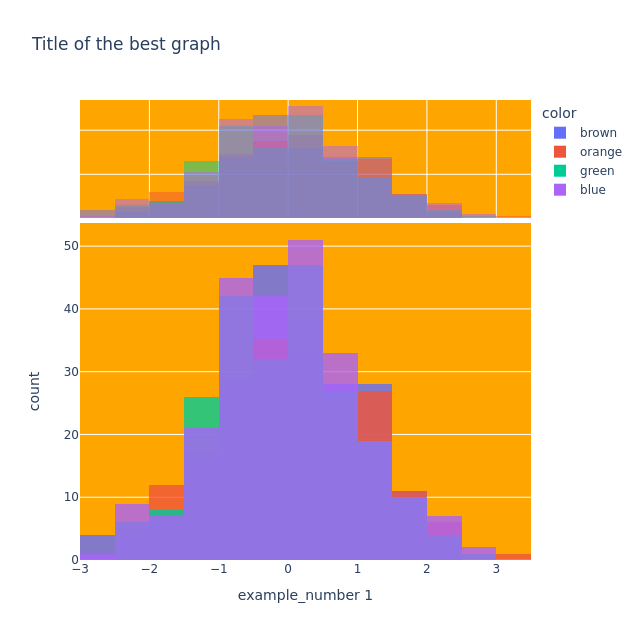 Title of the best graph
color
brown
orange
green
blue
50
40
30
20
10
0
count
−3 −2 −1 0 1 2 3
example_number 1